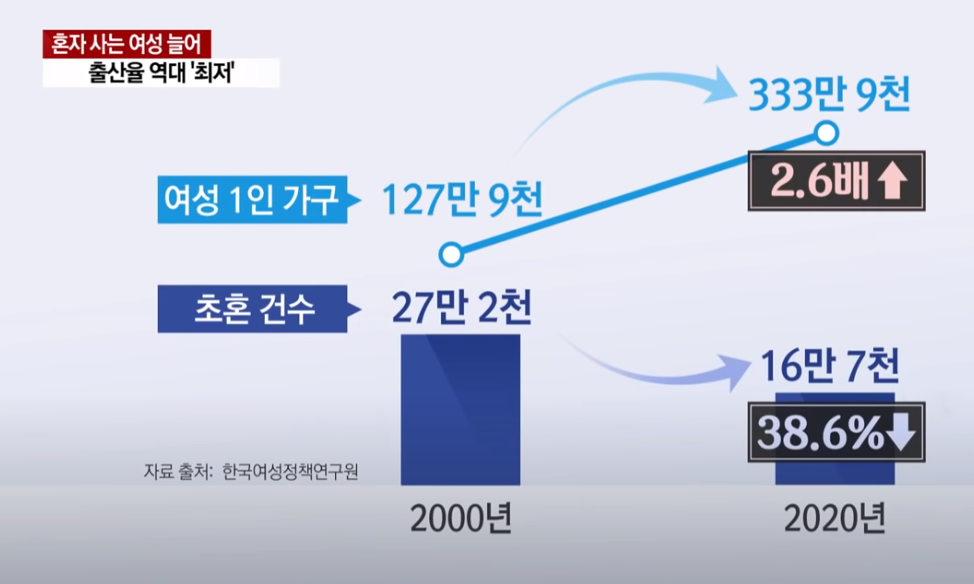 혼자 사는 여성 늘어
출산율 역대 '최저'
333만 9천
2.6배
여성 1인 가구
127만 9천
초혼 건수
27만 2천
16만 7천
38.6%
자료 출처: 한국여성정책연구원
2000년
2020년